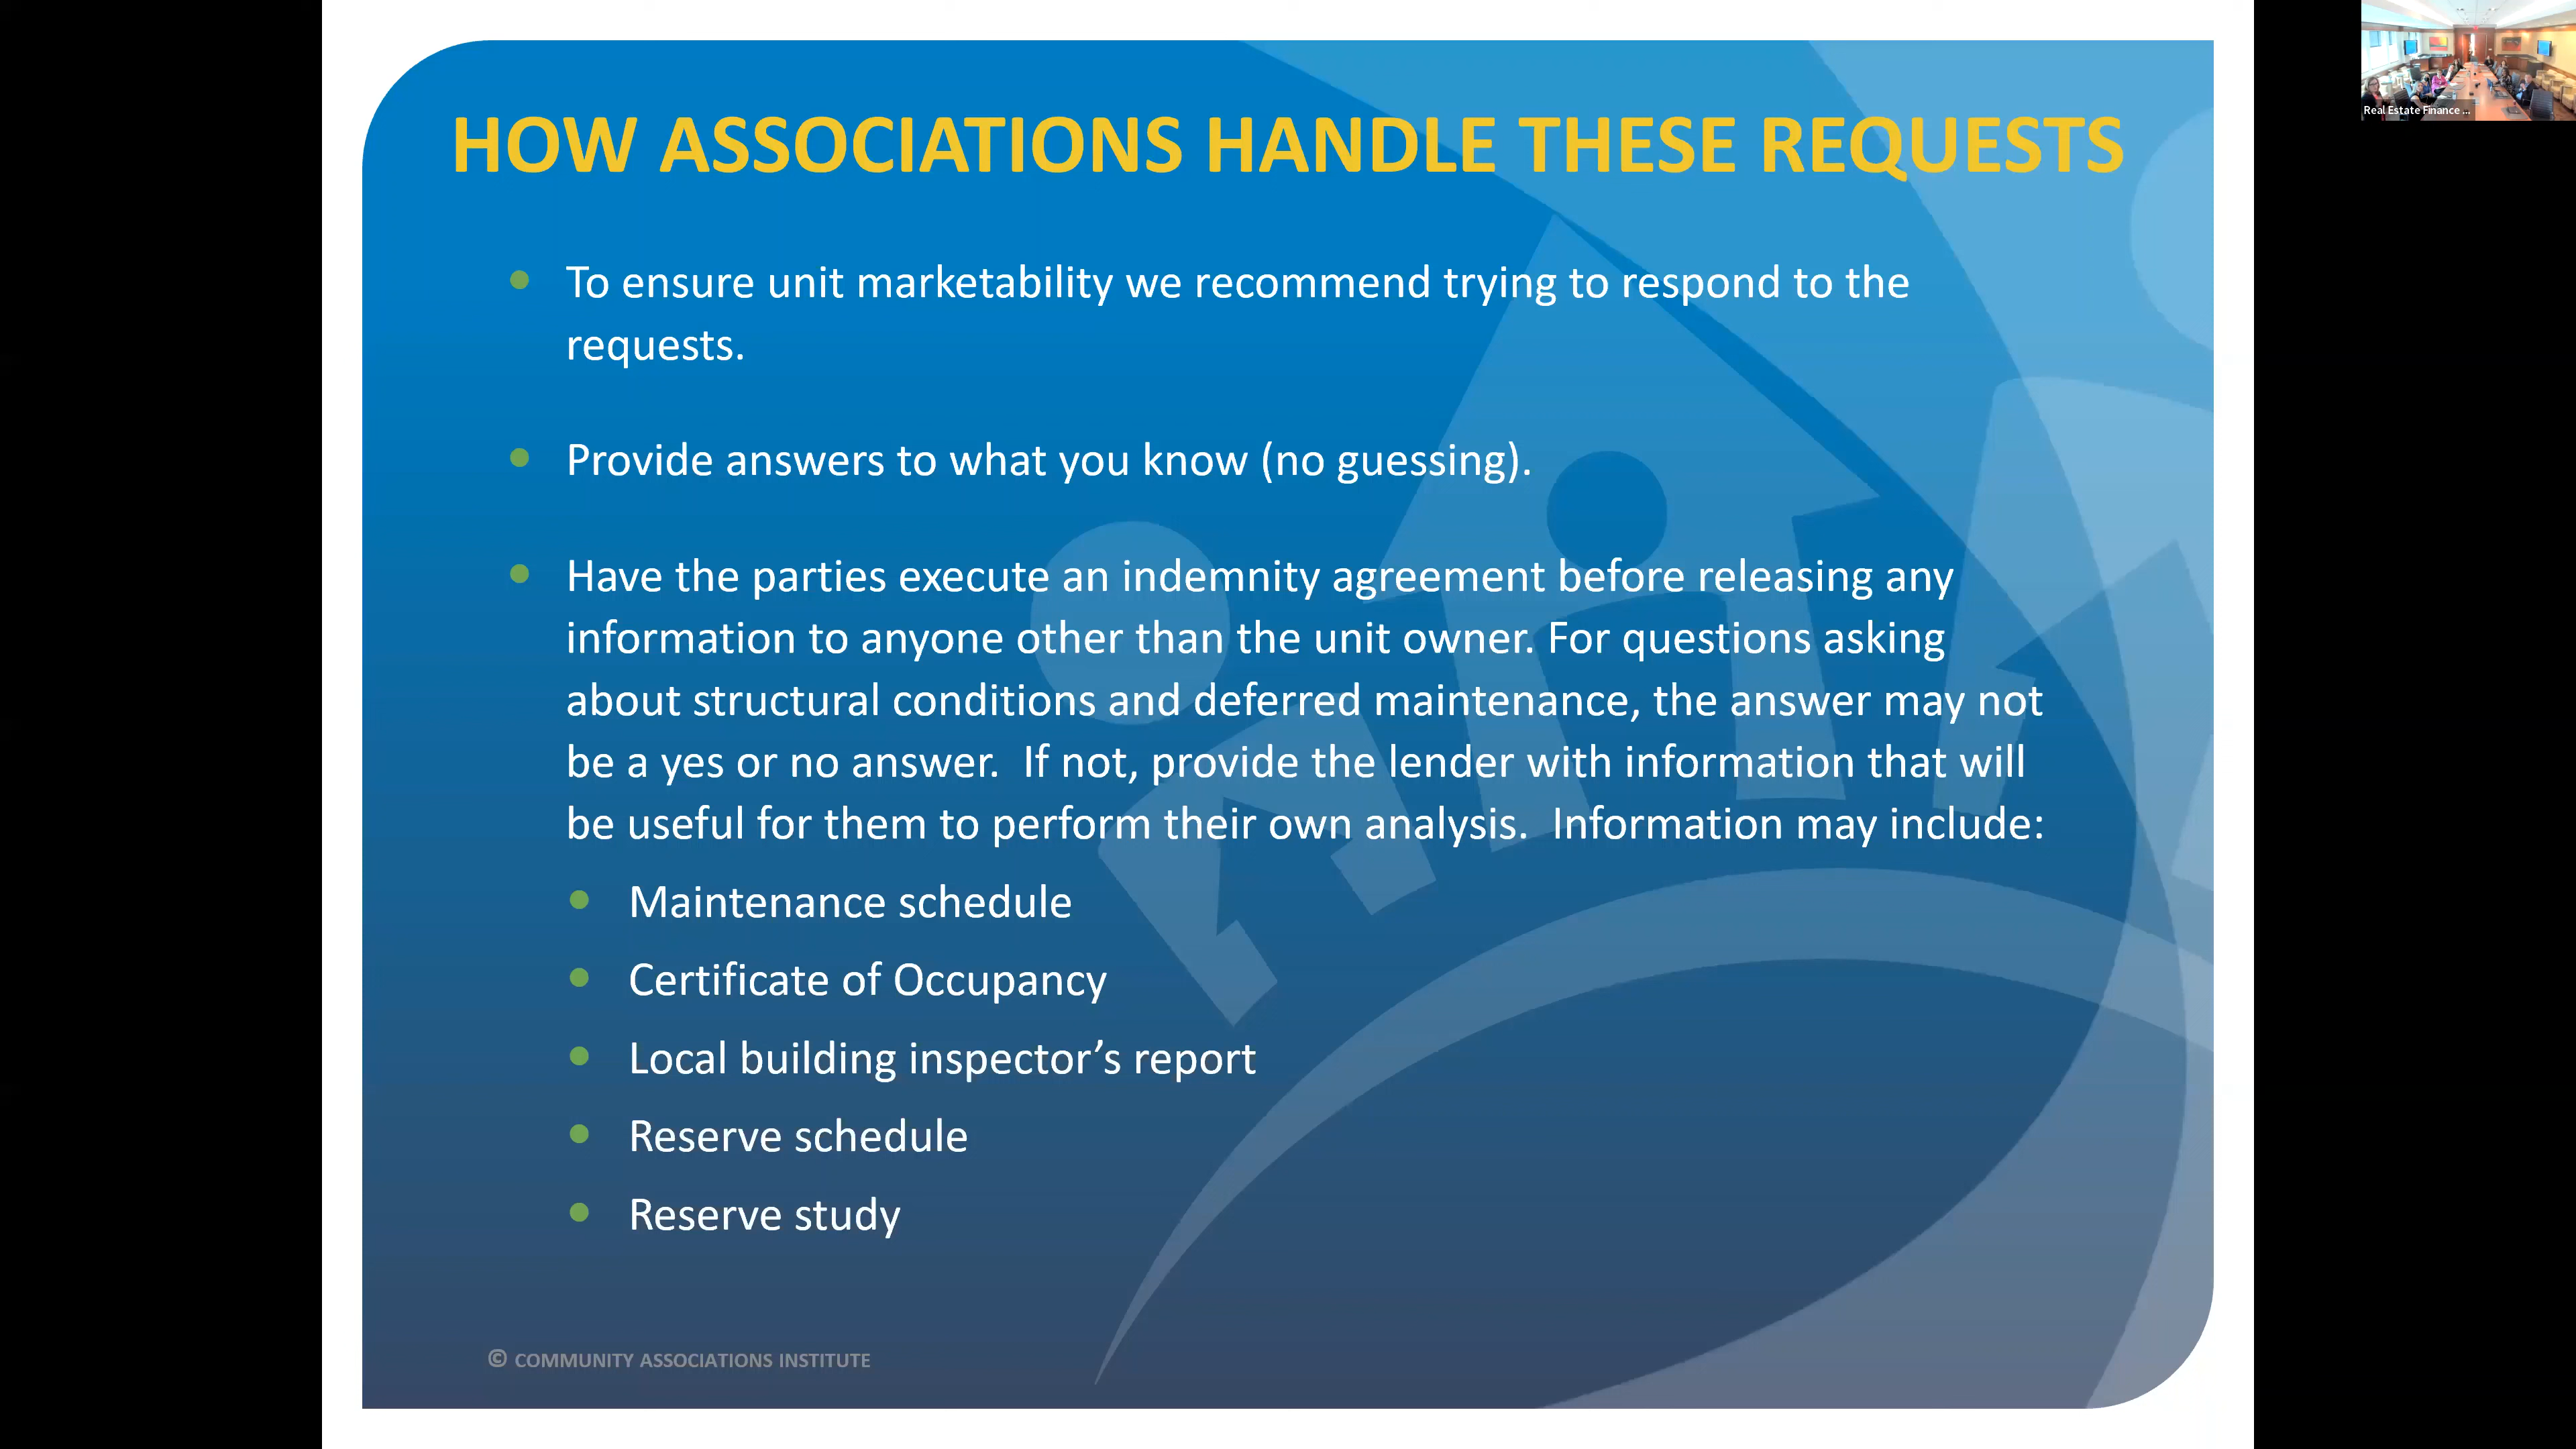 HOW ASSOCIATIONS HANDLE THESE REQUESTS
Real Estate Finance ...
To ensure unit marketability we recommend trying to respond to the
requests.
Provide answers to what you know (no guessing).
Have the parties execute an indemnity agreement before releasing any
information to anyone other than the unit owner. For questions asking
about structural conditions and deferred maintenance, the answer may not
be a yes or no answer.  If not, provide the lender with information that will
be useful for them to perform their own analysis.  Information may include:
Maintenance schedule
Certificate of Occupancy
Local building inspector’s report
Reserve schedule
Reserve study
© COMMUNITY ASSOCIATIONS INSTITUTE